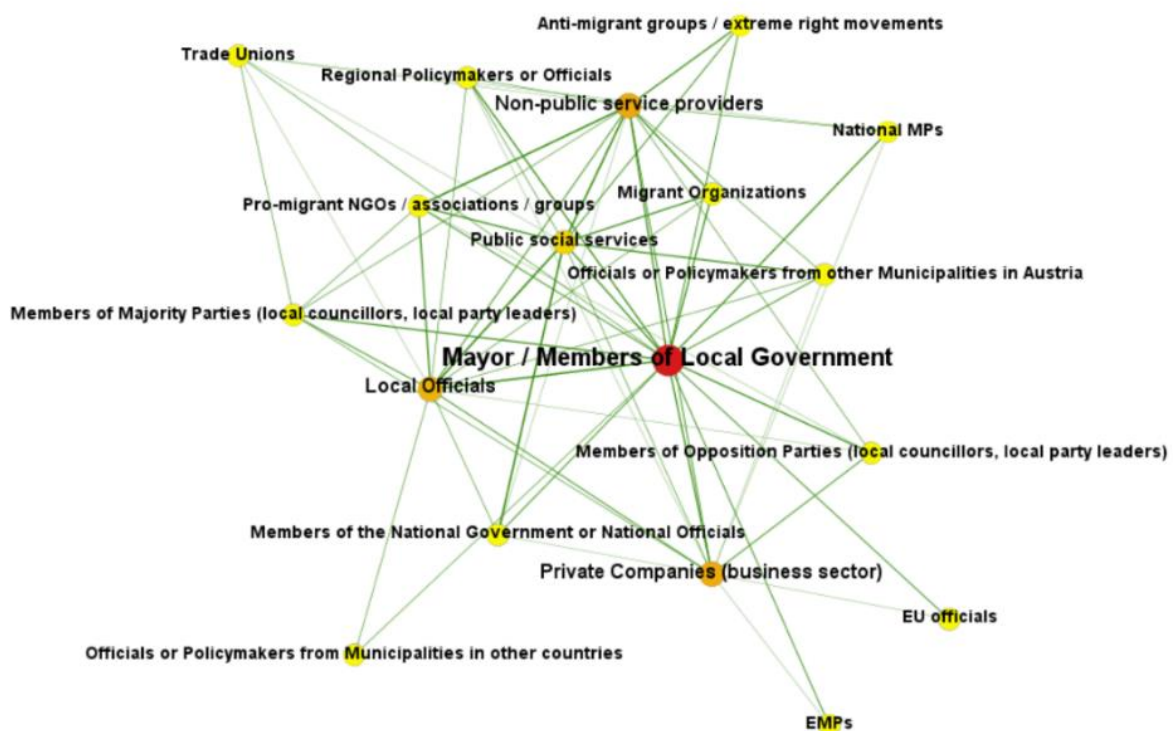 Anti-migrant groups / extreme right movements
Trade Unions
Regional Policymakers or Officials
Non-public service providers
National MPs
Migrant Organizations
Pro-migrant NGOs / associations / groups
Public social services
Officials or Policymakers from other Municipalities in Austria
Members of Majority Parties (local councillors, local party leaders)
Mayor / Members of Local Government
Local Officials
Members of Opposition Parties (local councillors, local party leaders)
Members of the National Government or National Officials
Private Companies (business sector)
EU officials
Officials or Policymakers from Municipalities in other countries
EMPs